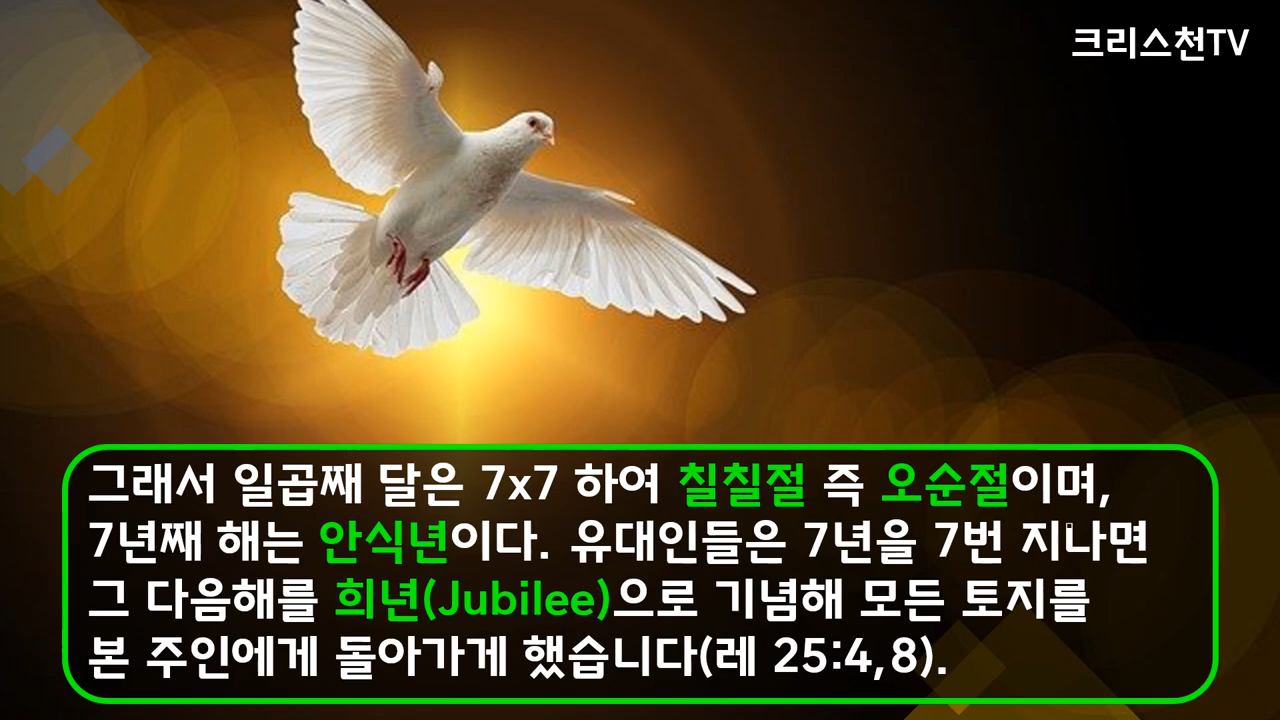 크리스천TV
그래서 일곱째 달은 7x7 하여 칠칠절 즉 오순절이며,
7년째 해는 안식년이다. 유대인들은 7년을 7번 지나면
그 다음해를 희년(Jubilee)으로 기념해 모든 토지를
본 주인에게 돌아가게 했습니다(레 25:4,8).